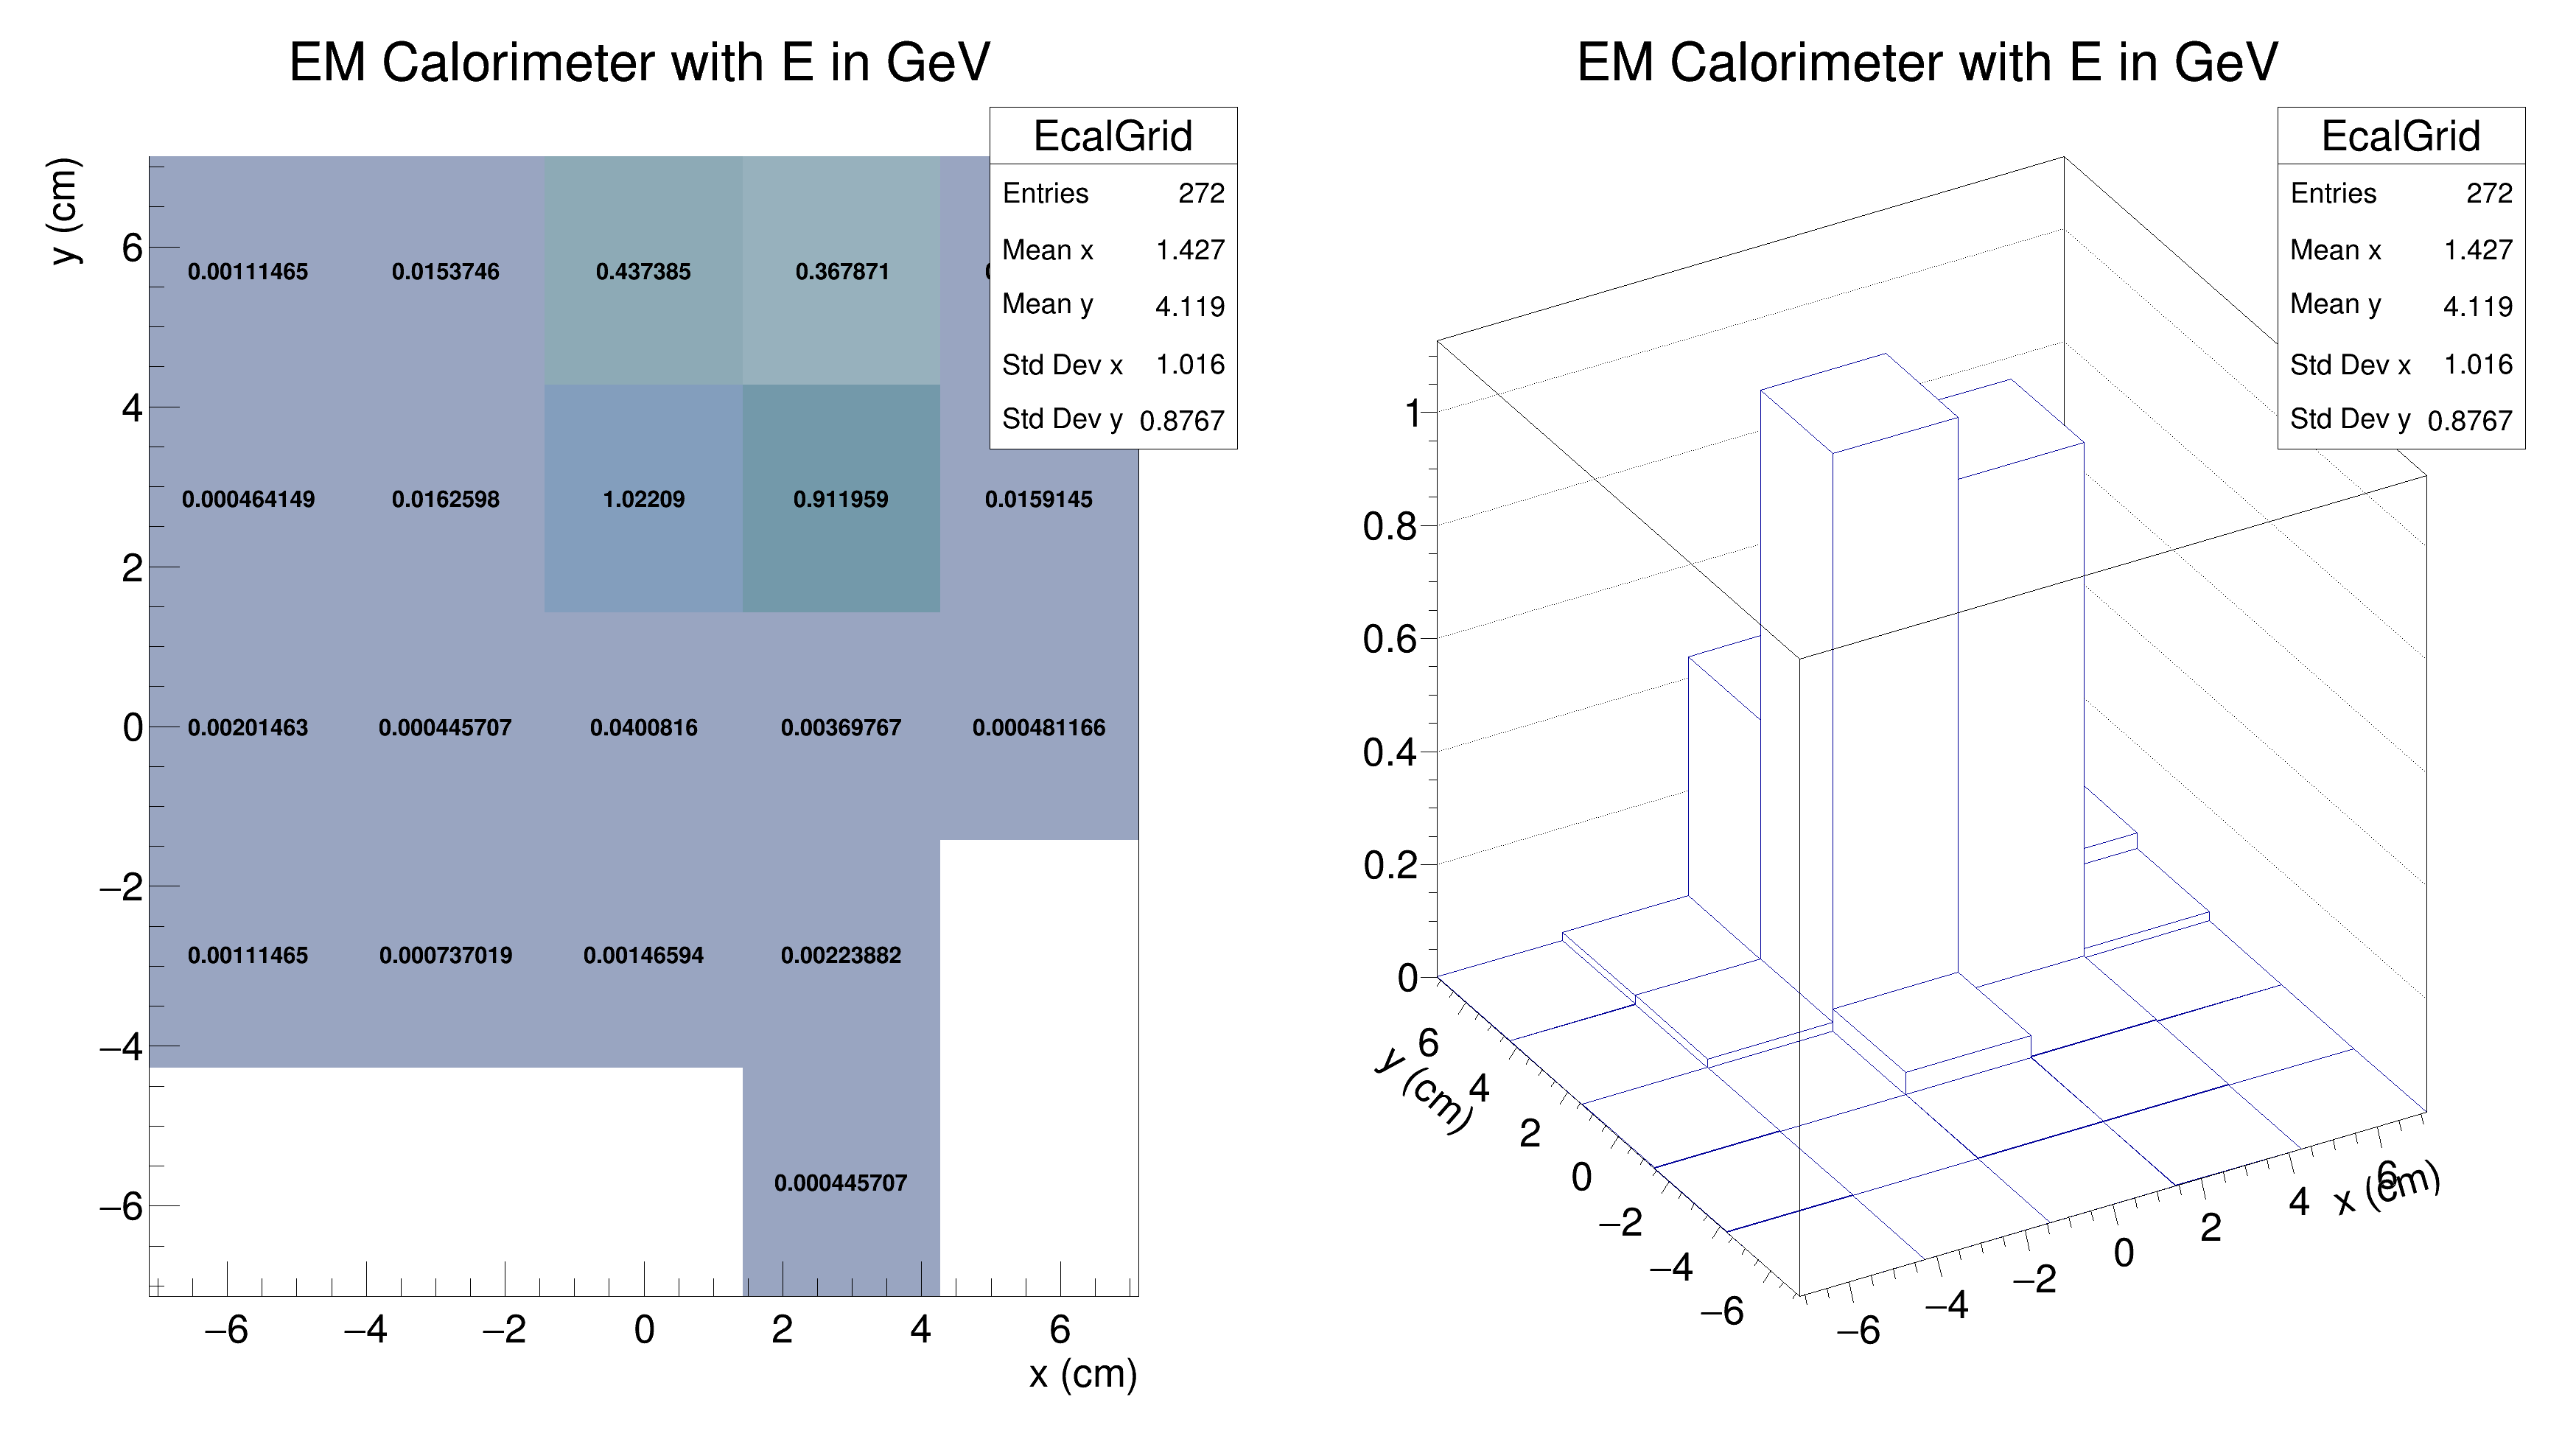 EM Calorimeter with E in GeV
EcalGrid
Entries 272
Mean x 1.427
Mean y 4.119
Std Dev x 1.016
Std Dev y 0.8767
y (cm)
6
4
2
0
−2
−4
−6
0.00111465 0.0153746 0.437385 0.367871
0.000464149 0.0162598 1.02209 0.911959 0.0159145
0.00201463 0.000445707 0.0400816 0.00369767 0.000481166
0.00111465 0.000737019 0.00146594 0.00223882
0.000445707
−6 −4 −2 0 2 4 6
x (cm)
EM Calorimeter with E in GeV
EcalGrid
Entries 272
Mean x 1.427
Mean y 4.119
Std Dev x 1.016
Std Dev y 0.8767
1
0.8
0.6
0.4
0.2
0
y (cm)
6
4
2
0
−2
−4
−6
−6
−4
−2
0
2
4
6
x (cm)